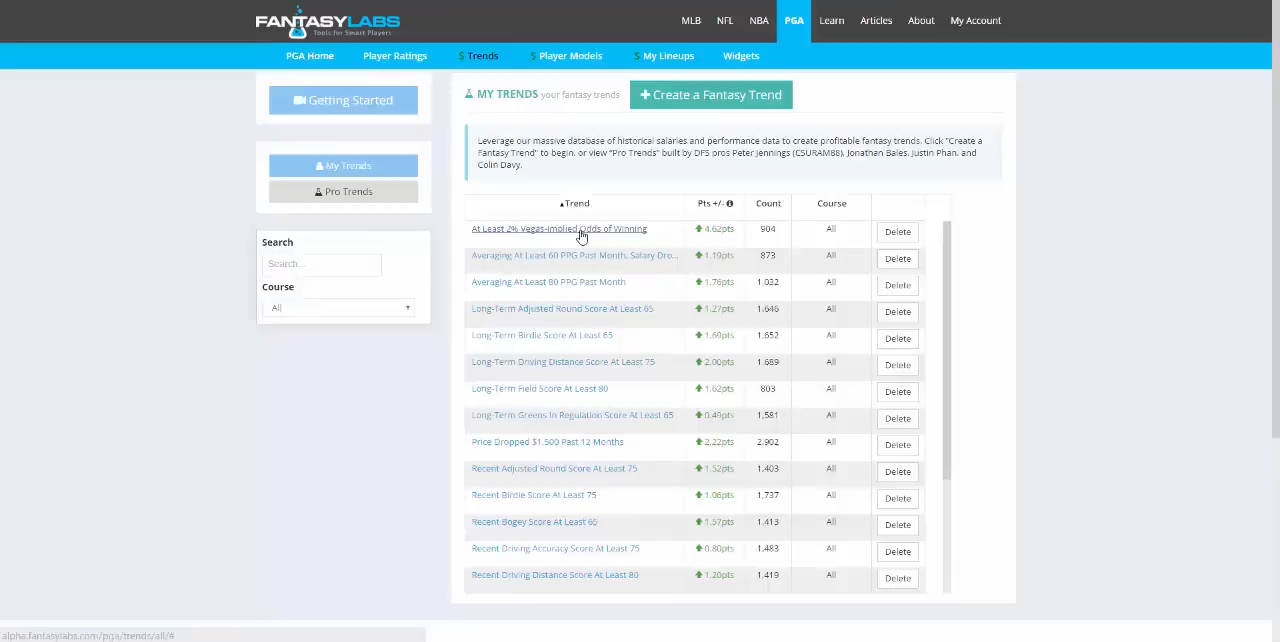 FANTASYLABS
Tools for Smart Players
MLB NFL NBA PGA Learn Articles About My Account
PGA Home Player Ratings $ Trends $ Player Models $ My Lineups Widgets
Getting Started
My Trends
Pro Trends
Search
Search...
Course
All
MY TRENDS your fantasy trends
+ Create a Fantasy Trend
Leverage our massive database of historical salaries and performance data to create profitable fantasy trends. Click "Create a
Fantasy Trend" to begin, or view "Pro Trends" built by DFS pros Peter Jennings (CSURAM88), Jonathan Bales, Justin Phan, and
Colin Davy.
Trend Pts +/- Count Course
At Least 2% Vegas-Implied Odds of Winning 4.62pts 904 All Delete
Averaging At Least 60 PPG Past Month, Salary Dro... 1.19pts 873 All Delete
Averaging At Least 80 PPG Past Month 1.76pts 1,032 All Delete
Long-Term Adjusted Round Score At Least 65 1.27pts 1,646 All Delete
Long-Term Birdie Score At Least 65 1.69pts 1,652 All Delete
Long-Term Driving Distance Score At Least 75 2.00pts 1,689 All Delete
Long-Term Field Score At Least 80 1.62pts 803 All Delete
Long-Term Greens In Regulation Score At Least 65 0.49pts 1,581 All Delete
Price Dropped $1,500 Past 12 Months 2.22pts 2,902 All Delete
Recent Adjusted Round Score At Least 75 1.52pts 1,403 All Delete
Recent Birdie Score At Least 75 1.06pts 1,737 All Delete
Recent Bogey Score At Least 65 1.57pts 1,413 All Delete
Recent Driving Accuracy Score At Least 75 0.80pts 1,483 All Delete
Recent Driving Distance Score At Least 80 1.20pts 1,419 All Delete
alpha.fantasylabs.com/pga/trends/all/#